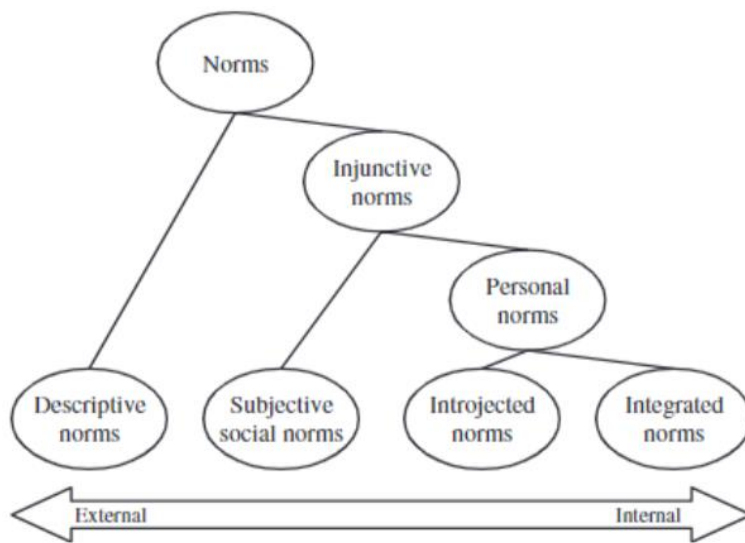 Norms
Injunctive
norms
Personal
norms
Descriptive
norms
Subjective
social norms
Introjected
norms
Integrated
norms
External
Internal